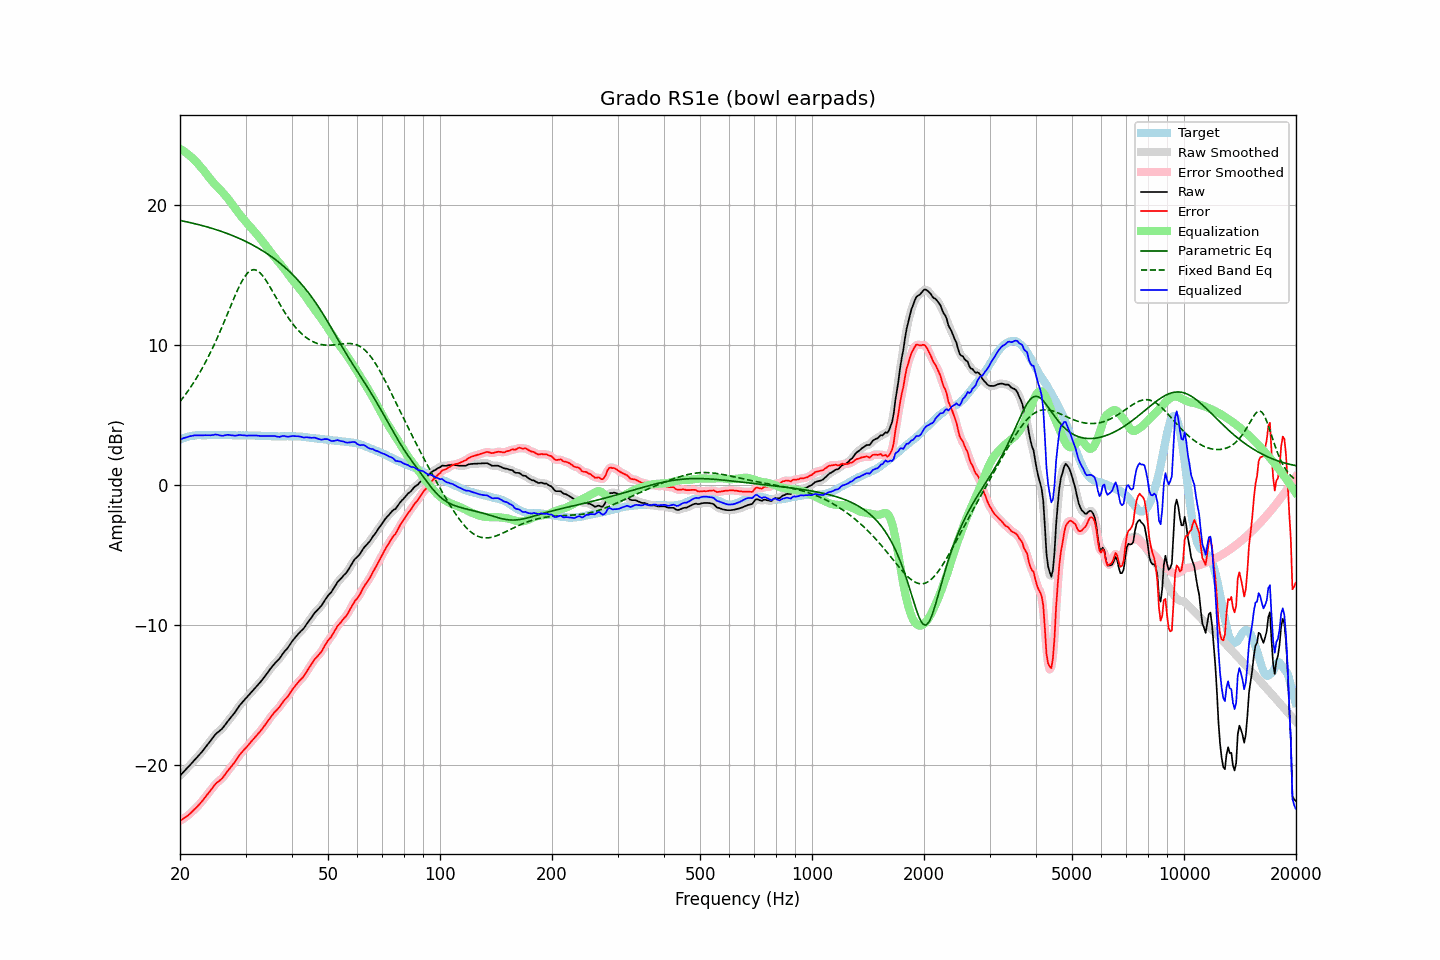 Grado RS1e (bowl earpads)
Target
Raw Smoothed
Error Smoothed
Raw
Error
Equalization
Parametric Eq
Fixed Band Eq
Equalized
20
10
0
−10
−20
Amplitude (dBr)
20 50 100 200 500 1000 2000 5000 10000 20000
Frequency (Hz)